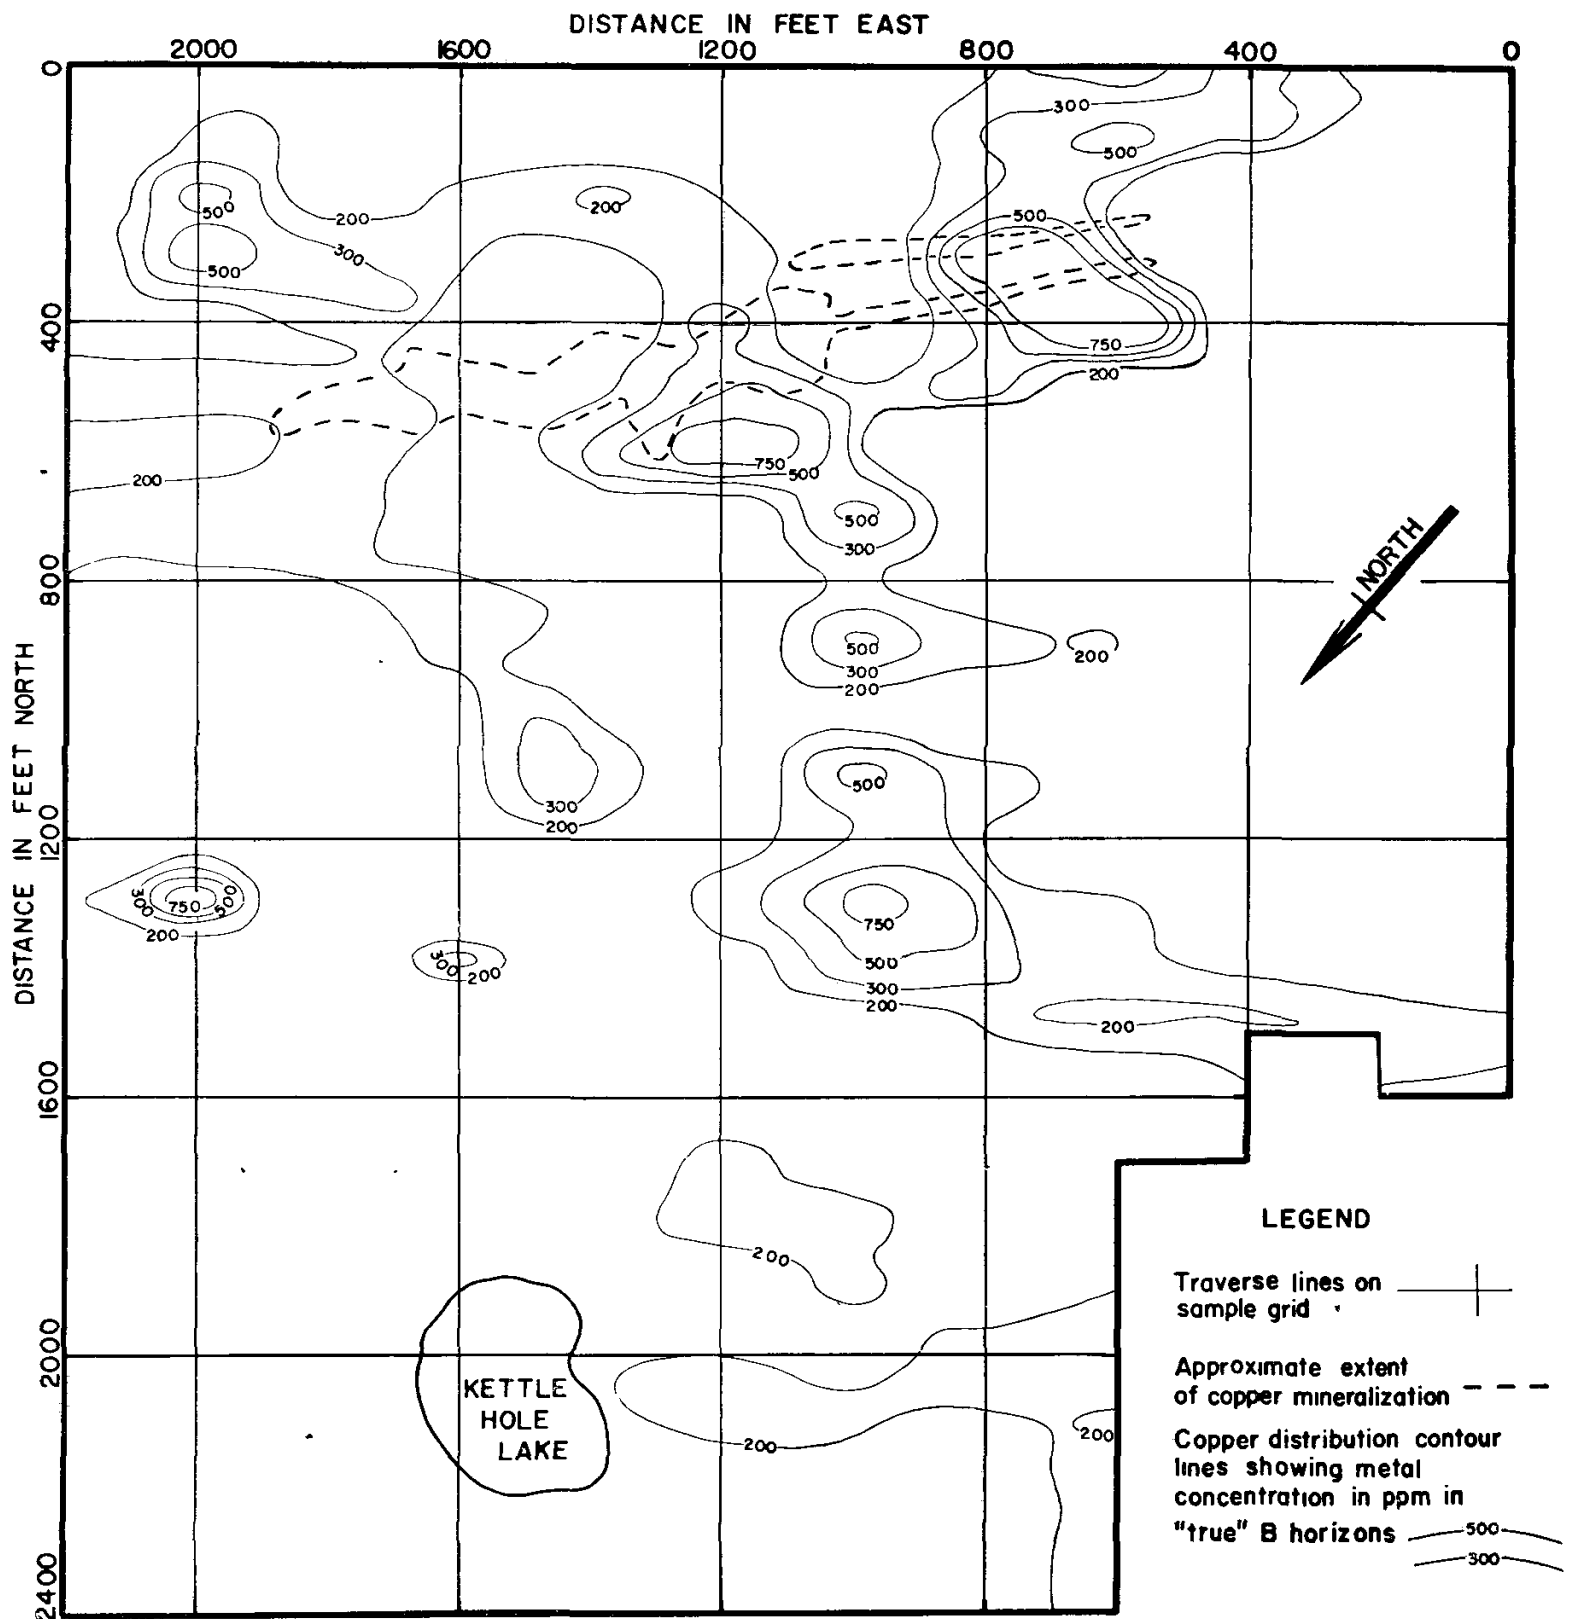 DISTANCE IN FEET EAST
2000 1600 1200 800 400 0
0
300
500
500
200
200
500
300
500
400
750
200
750
500
200
500
300
NORTH
800
500
200
300
200
DISTANCE IN FEET NORTH
500
300
200
1200
300
500
750
750
200
300
200
500
300
200
200
1600
LEGEND
200
Traverse lines on
sample grid
2000
Approximate extent
of copper mineralization
KETTLE
HOLE
LAKE
200
200
Copper distribution contour
lines showing metal
concentration in ppm in
"true" B horizons
500
300
2400